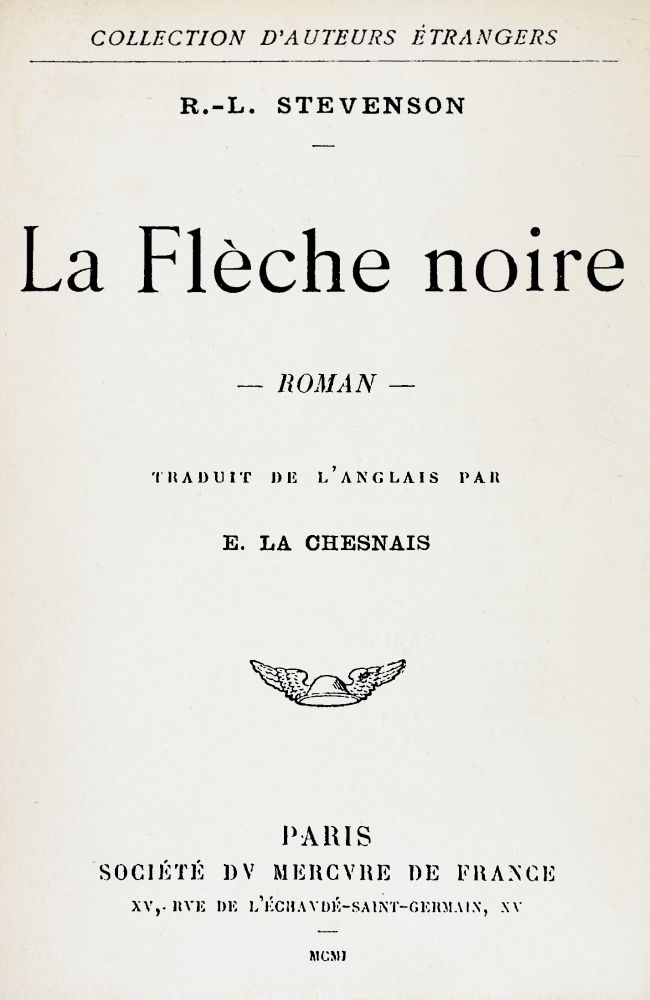 COLLECTION D'AUTEURS ÉTRANGERS
R.-L. STEVENSON
La Flèche noire
— ROMAN —
TRADUIT DE L'ANGLAIS PAR
E. LA CHESNAIS
PARIS
SOCIÉTÉ DV MERCVRE DE FRANCE
XV, RVE DE L'ÉCHAVDÉ-SAINT-GERMAIN, XV
MCMI